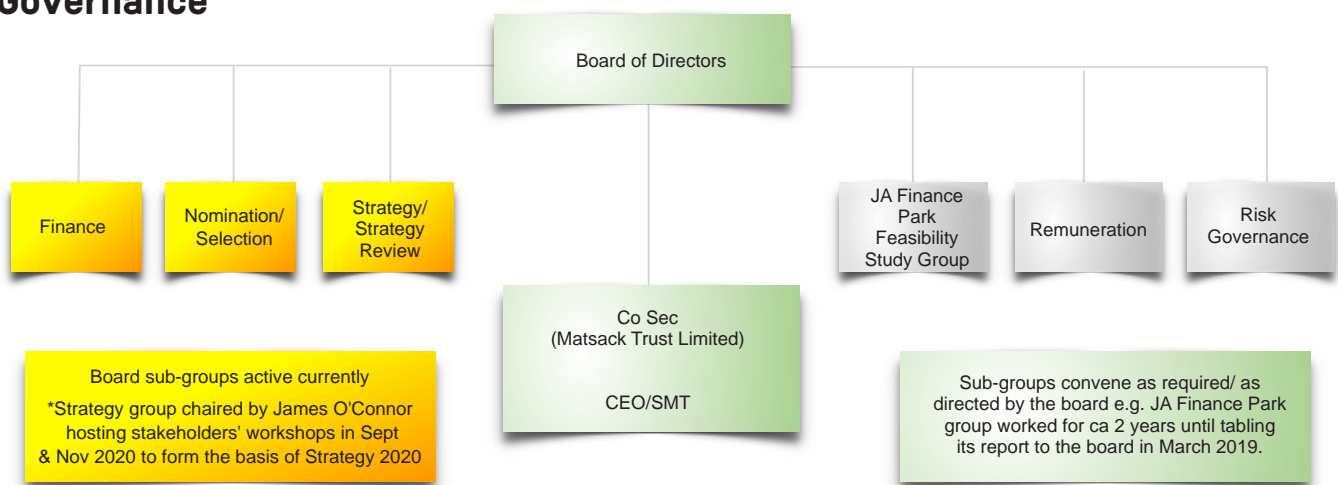 Governance
Board of Directors
Finance
Nomination/
Selection
Strategy/
Strategy
Review
JA Finance
Park
Feasibility
Study Group
Remuneration
Risk
Governance
Co Sec
(Matsack Trust Limited)
CEO/SMT
Board sub-groups active currently
*Strategy group chaired by James O'Connor
hosting stakeholders' workshops in Sept
& Nov 2020 to form the basis of Strategy 2020
Sub-groups convene as required/ as
directed by the board e.g. JA Finance Park
group worked for ca 2 years until tabling
its report to the board in March 2019.